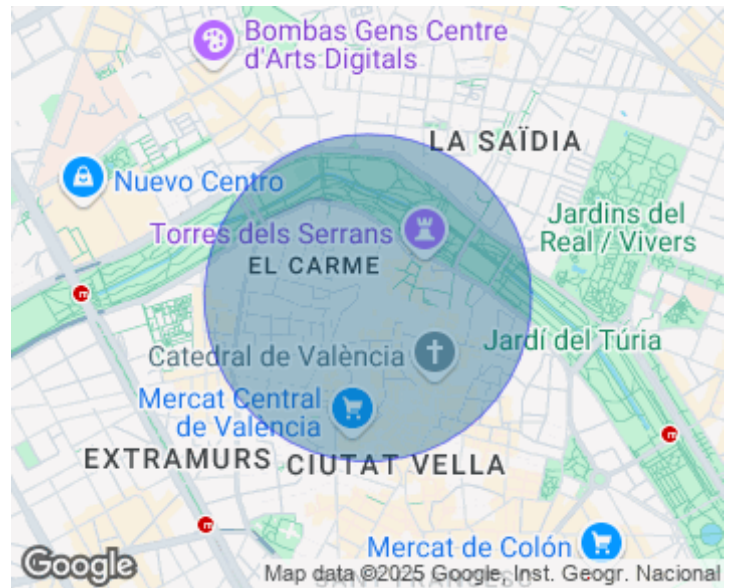 Bombas Gens Centre
d'Arts Digitals
LA SAÏDIA
Nuevo Centro
Jardins del
Real / Vivers
Torres dels Serrans
EL CARME
Jardí del Túria
Catedral de València
Mercat Central
de València
EXTRAMURS
CIUTAT VELLA
Mercat de Colón
Google
Map data ©2025 Google, Inst. Geogr. Nacional